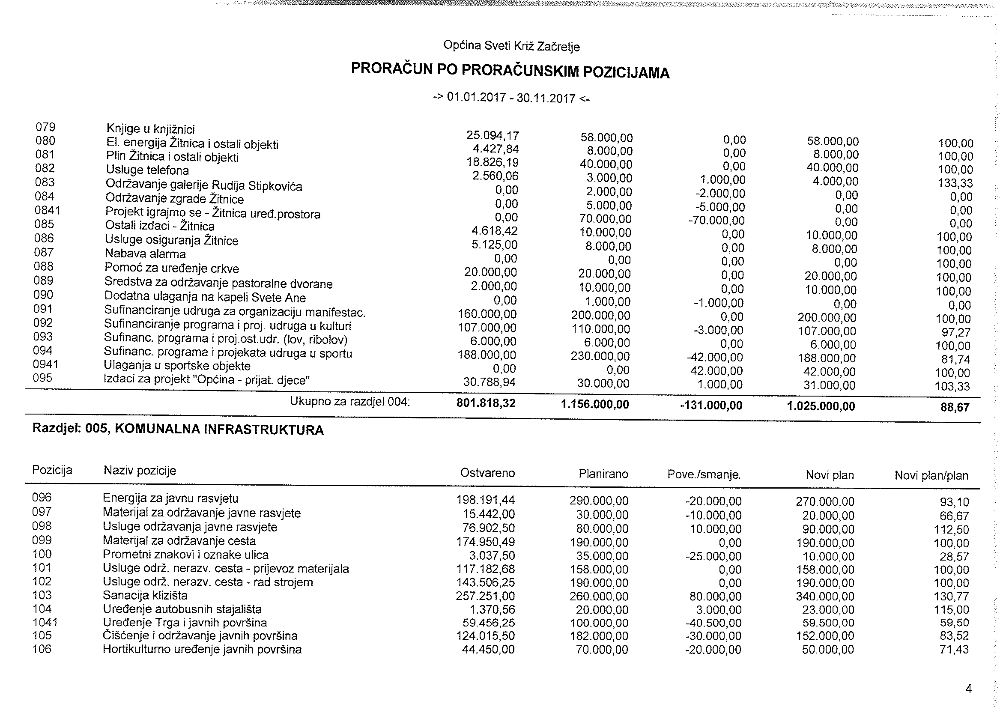 Općina Sveti Križ Začretje
PRORAČUN PO PRORAČUNSKIM POZICIJAMA
-> 01.01.2017 - 30.11.2017 <-
079 Knjige u knjižnici 25.094,17 58.000,00 0,00 58.000,00 100,00
080 El. energija Žitnica i ostali objekti 4.427,84 8.000,00 0,00 8.000,00 100,00
081 Plin Žitnica i ostali objekti 18.826,19 40.000,00 0,00 40.000,00 100,00
082 Usluge telefona 2.560,06 3.000,00 1.000,00 4.000,00 133,33
083 Održavanje galerije Rudija Stipkovića 0,00 2.000,00 -2.000,00 0,00 0,00
084 Održavanje zgrade Žitnice 0,00 5.000,00 -5.000,00 0,00 0,00
0841 Projekt igrajmo se - Žitnica uređ.prostora 0,00 70.000,00 -70.000,00 0,00 0,00
085 Ostali izdaci - Žitnica 4.618,42 10.000,00 0,00 10.000,00 100,00
086 Usluge osiguranja Žitnice 5.125,00 8.000,00 0,00 8.000,00 100,00
087 Nabava alarma 0,00 0,00 0,00 0,00 100,00
088 Pomoć za uređenje crkve 20.000,00 20.000,00 0,00 20.000,00 100,00
089 Sredstva za održavanje pastoralne dvorane 2.000,00 10.000,00 0,00 10.000,00 100,00
090 Dodatna ulaganja na kapeli Svete Ane 0,00 1.000,00 -1.000,00 0,00 0,00
091 Sufinanciranje udruga za organizaciju manifestac. 160.000,00 200.000,00 0,00 200.000,00 100,00
092 Sufinanciranje programa i proj. udruga u kulturi 107.000,00 110.000,00 -3.000,00 107.000,00 97,27
093 Sufinanc. programa i proj.ost.udr. (lov, ribolov) 6.000,00 6.000,00 0,00 6.000,00 100,00
094 Sufinanc. programa i projekata udruga u sportu 188.000,00 230.000,00 -42.000,00 188.000,00 81,74
0941 Ulaganja u sportske objekte 0,00 0,00 42.000,00 42.000,00 100,00
095 Izdaci za projekt "Općina - prijat. djece" 30.788,94 30.000,00 1.000,00 31.000,00 103,33
Ukupno za razdjel 004: 801.818,32 1.156.000,00 -131.000,00 1.025.000,00 88,67
Razdjel: 005, KOMUNALNA INFRASTRUKTURA
Pozicija Naziv pozicije Ostvareno Planirano Pove./smanje. Novi plan Novi plan/plan
096 Energija za javnu rasvjetu 198.191,44 290.000,00 -20.000,00 270.000,00 93,10
097 Materijal za održavanje javne rasvjete 15.442,00 30.000,00 -10.000,00 20.000,00 66,67
098 Usluge održavanja javne rasvjete 76.902,50 80.000,00 10.000,00 90.000,00 112,50
099 Materijal za održavanje cesta 174.950,49 190.000,00 0,00 190.000,00 100,00
100 Prometni znakovi i oznake ulica 3.037,50 35.000,00 -25.000,00 10.000,00 28,57
101 Usluge održ. nerazv. cesta - prijevoz materijala 117.182,68 158.000,00 0,00 158.000,00 100,00
102 Usluge održ. nerazv. cesta - rad strojem 143.506,25 190.000,00 0,00 190.000,00 100,00
103 Sanacija klizišta 257.251,00 260.000,00 80.000,00 340.000,00 130,77
104 Uređenje autobusnih stajališta 1.370,56 20.000,00 3.000,00 23.000,00 115,00
1041 Uređenje Trga i javnih površina 59.456,25 100.000,00 -40.500,00 59.500,00 59,50
105 Čišćenje i održavanje javnih površina 124.015,50 182.000,00 -30.000,00 152.000,00 83,52
106 Hortikulturno uređenje javnih površina 44.450,00 70.000,00 -20.000,00 50.000,00 71,43
4